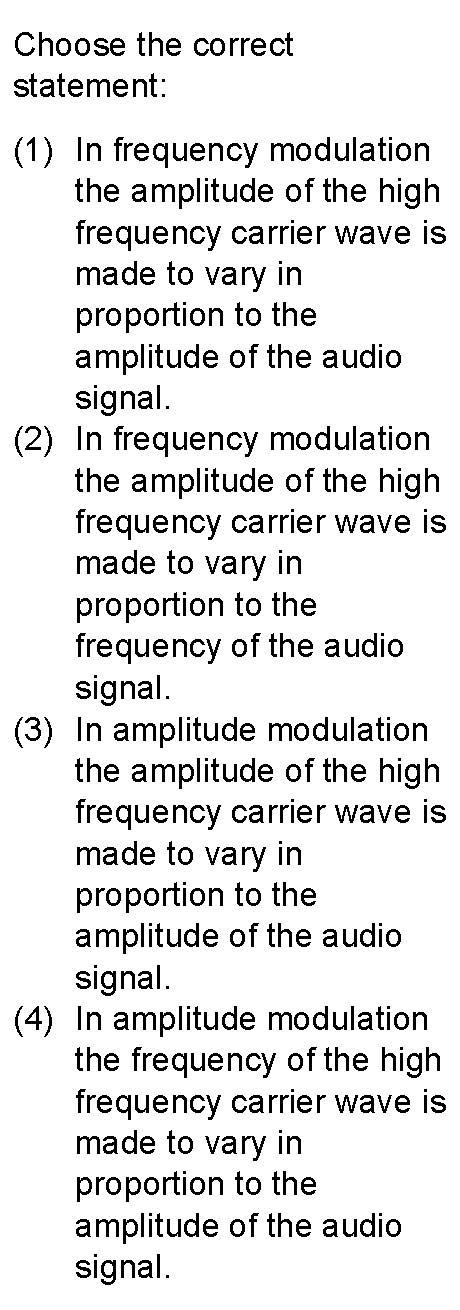 Choose the correct
statement:
(1) In frequency modulation
the amplitude of the high
frequency carrier wave is
made to vary in
proportion to the
amplitude of the audio
signal.
(2) In frequency modulation
the amplitude of the high
frequency carrier wave is
made to vary in
proportion to the
frequency of the audio
signal.
(3) In amplitude modulation
the amplitude of the high
frequency carrier wave is
made to vary in
proportion to the
amplitude of the audio
signal.
(4) In amplitude modulation
the frequency of the high
frequency carrier wave is
made to vary in
proportion to the
amplitude of the audio
signal.